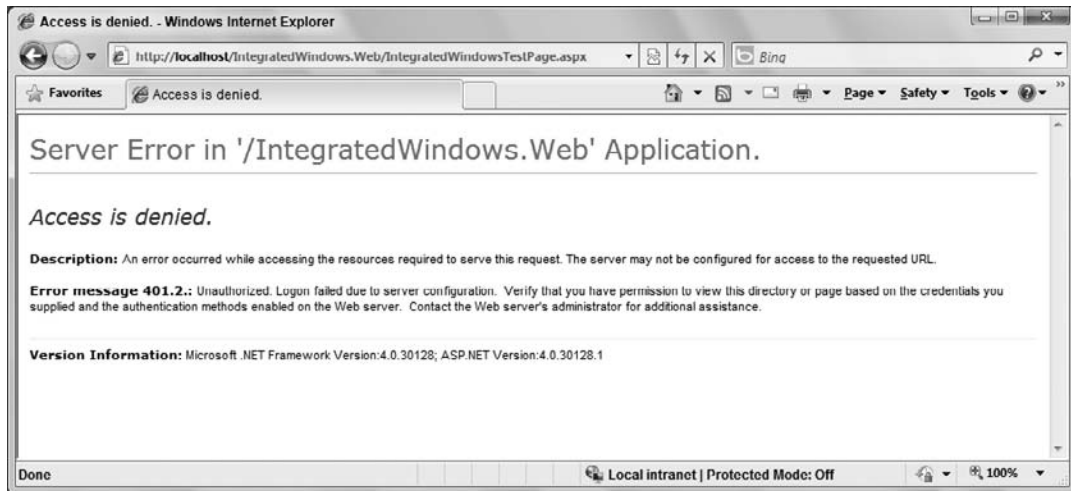 Access is denied. - Windows Internet Explorer
http://localhost/IntegratedWindows.Web/IntegratedWindowsTestPage.aspx
Bing
Favorites
Access is denied.
Page
Safety
Tools
Server Error in '/IntegratedWindows.Web' Application.
Access is denied.
Description: An error occurred while accessing the resources required to serve this request. The server may not be configured for access to the requested URL.
Error message 401.2.: Unauthorized. Logon failed due to server configuration. Verify that you have permission to view this directory or page based on the credentials you
supplied and the authentication methods enabled on the Web server. Contact the Web server's administrator for additional assistance.
Version Information: Microsoft .NET Framework Version:4.0.30128; ASP.NET Version:4.0.30128.1
Done
Local intranet | Protected Mode: Off
100%